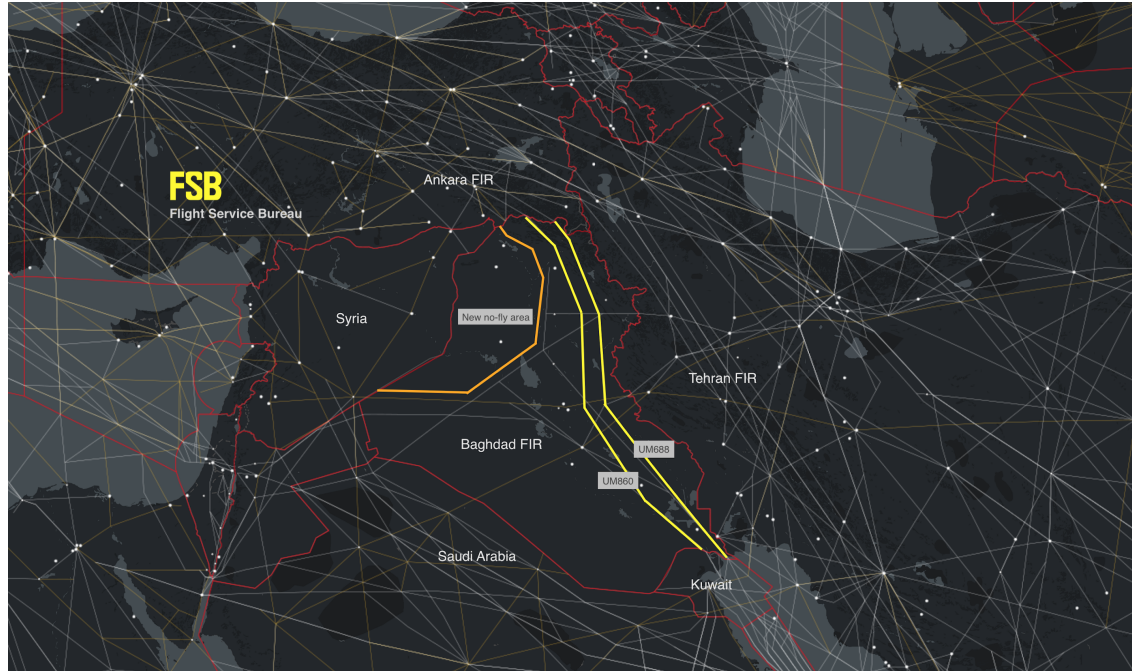 Ankara FIR
FSB
Flight Service Bureau
Syria
New no-fly area
Tehran FIR
Baghdad FIR
UM688
UM860
Saudi Arabia
Kuwait